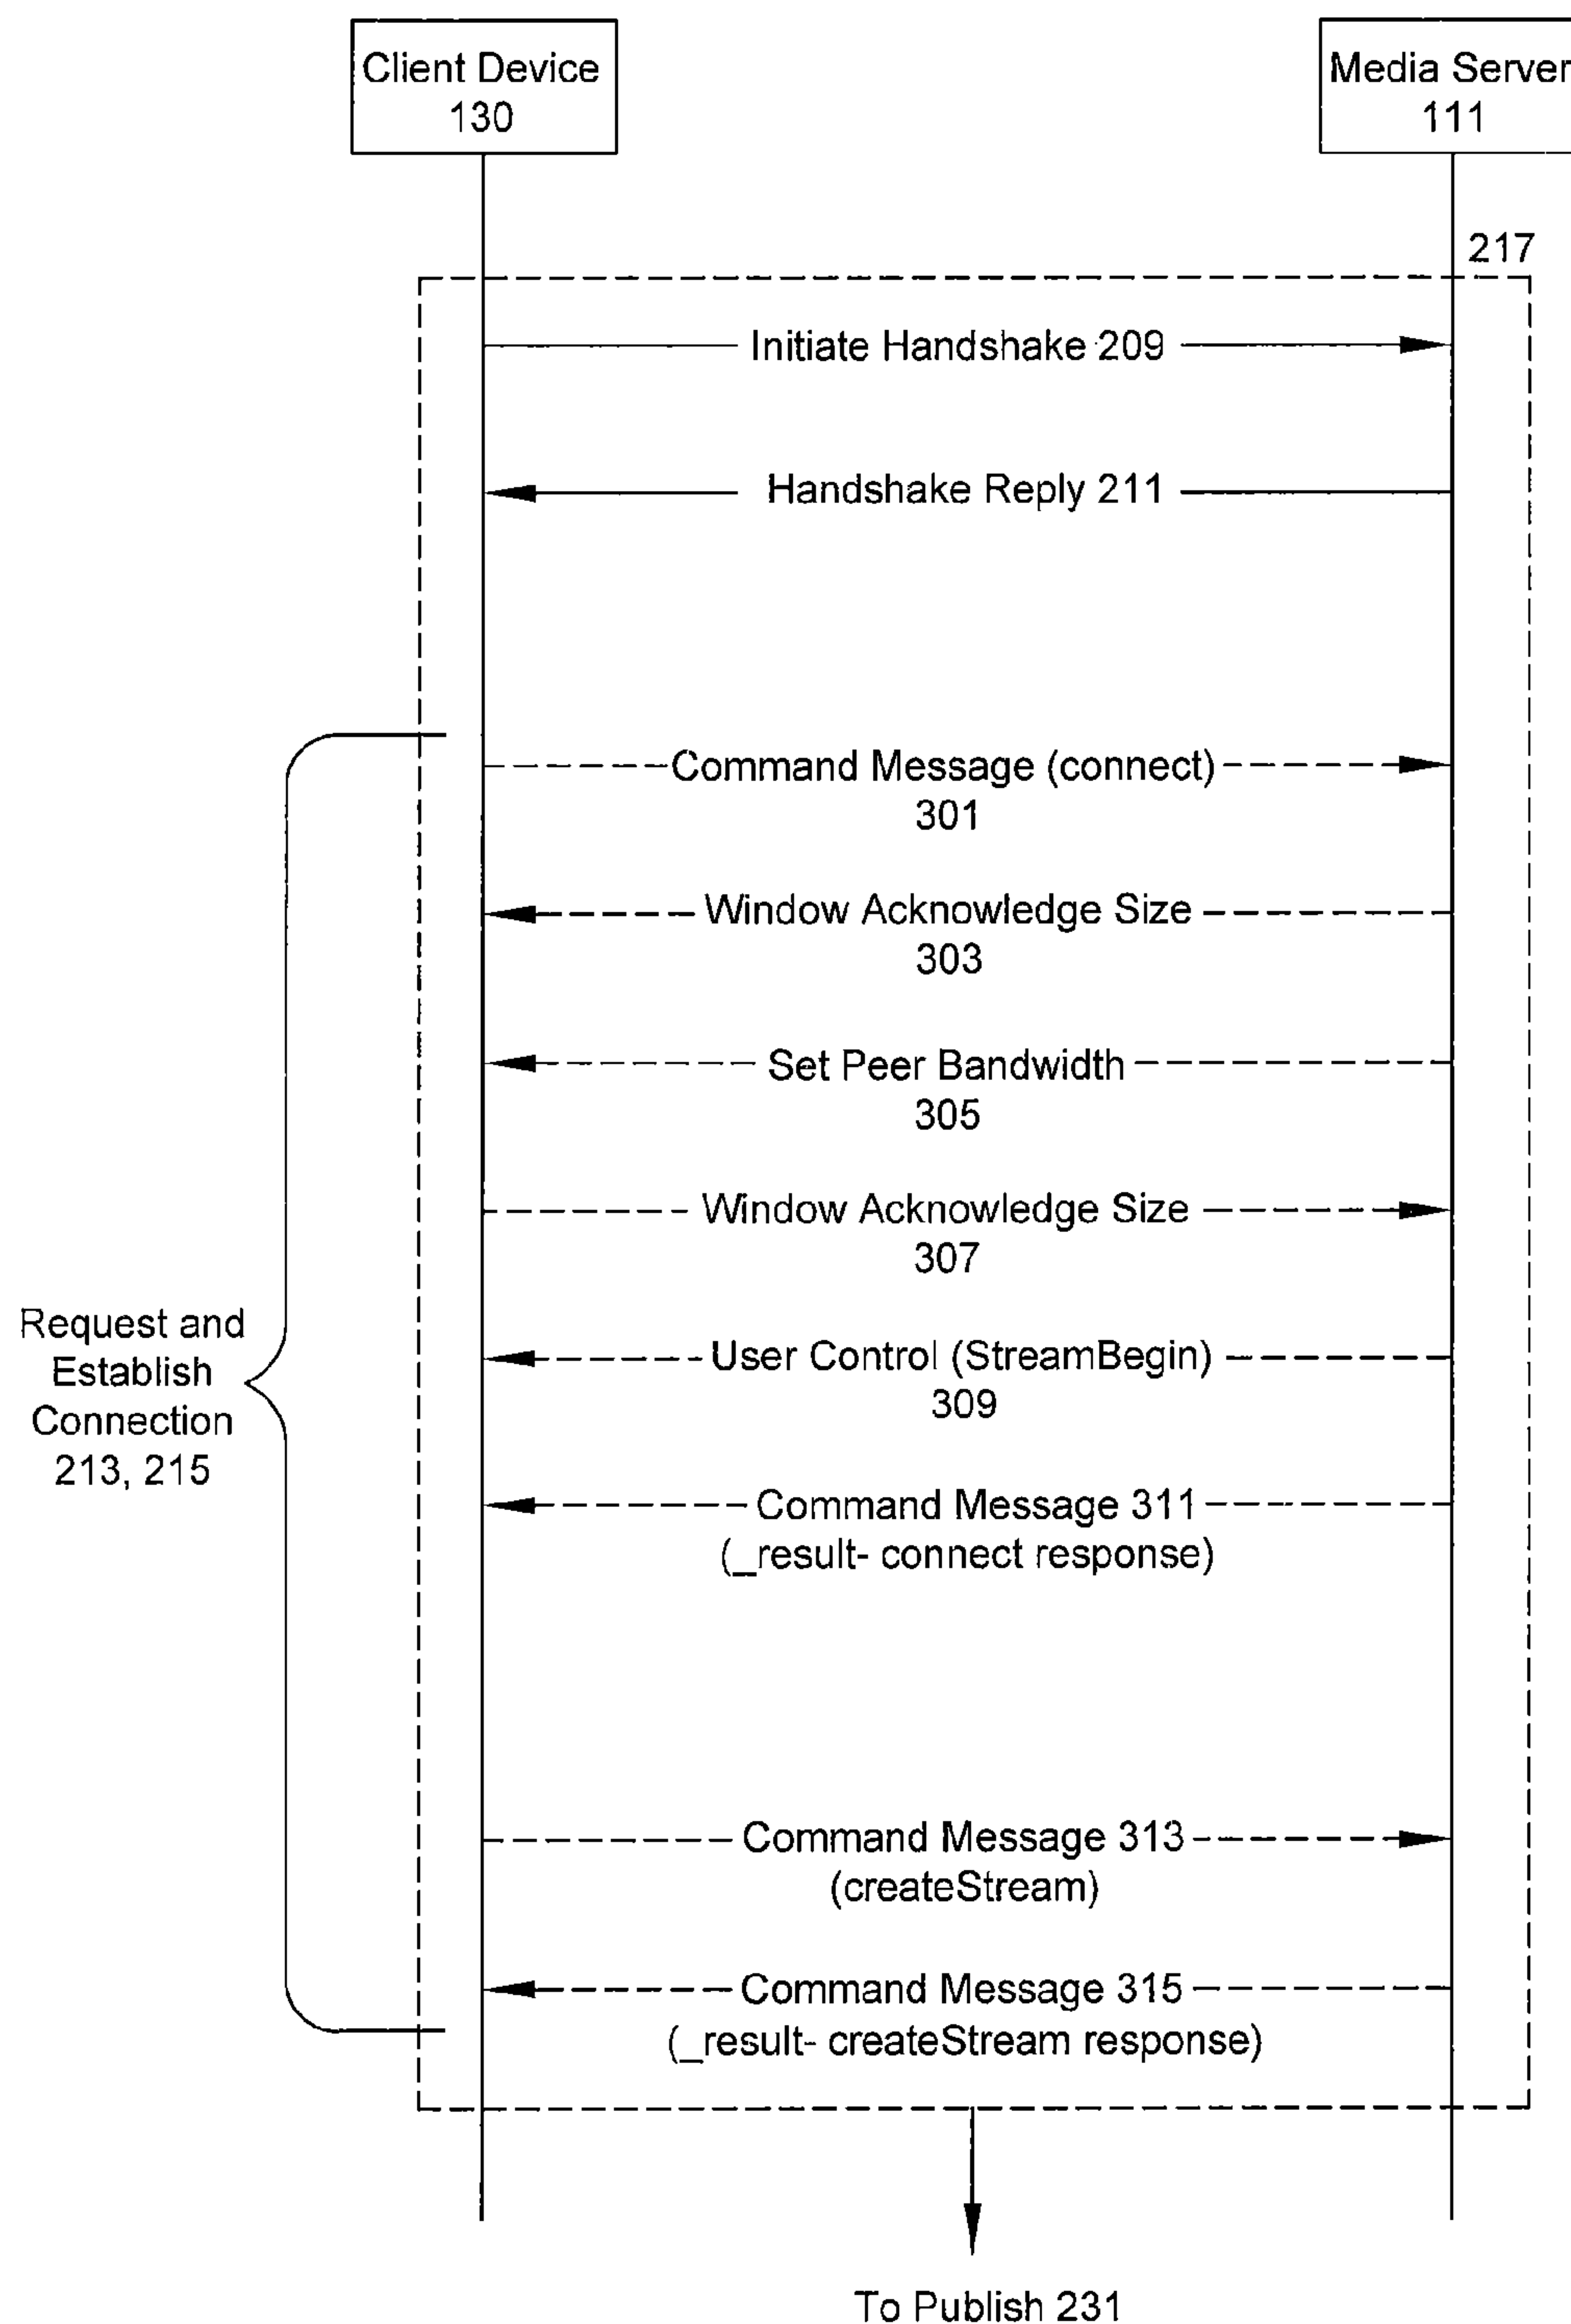 Client Device
130
Media Server
111
217
Initiate Handshake 209
Handshake Reply 211
Command Message (connect)
301
Window Acknowledge Size
303
Set Peer Bandwidth
305
Window Acknowledge Size
307
Request and
Establish
Connection
213, 215
User Control (StreamBegin)
309
Command Message 311
(_result- connect response)
Command Message 313
(createStream)
Command Message 315
(_result- createStream response)
To Publish 231